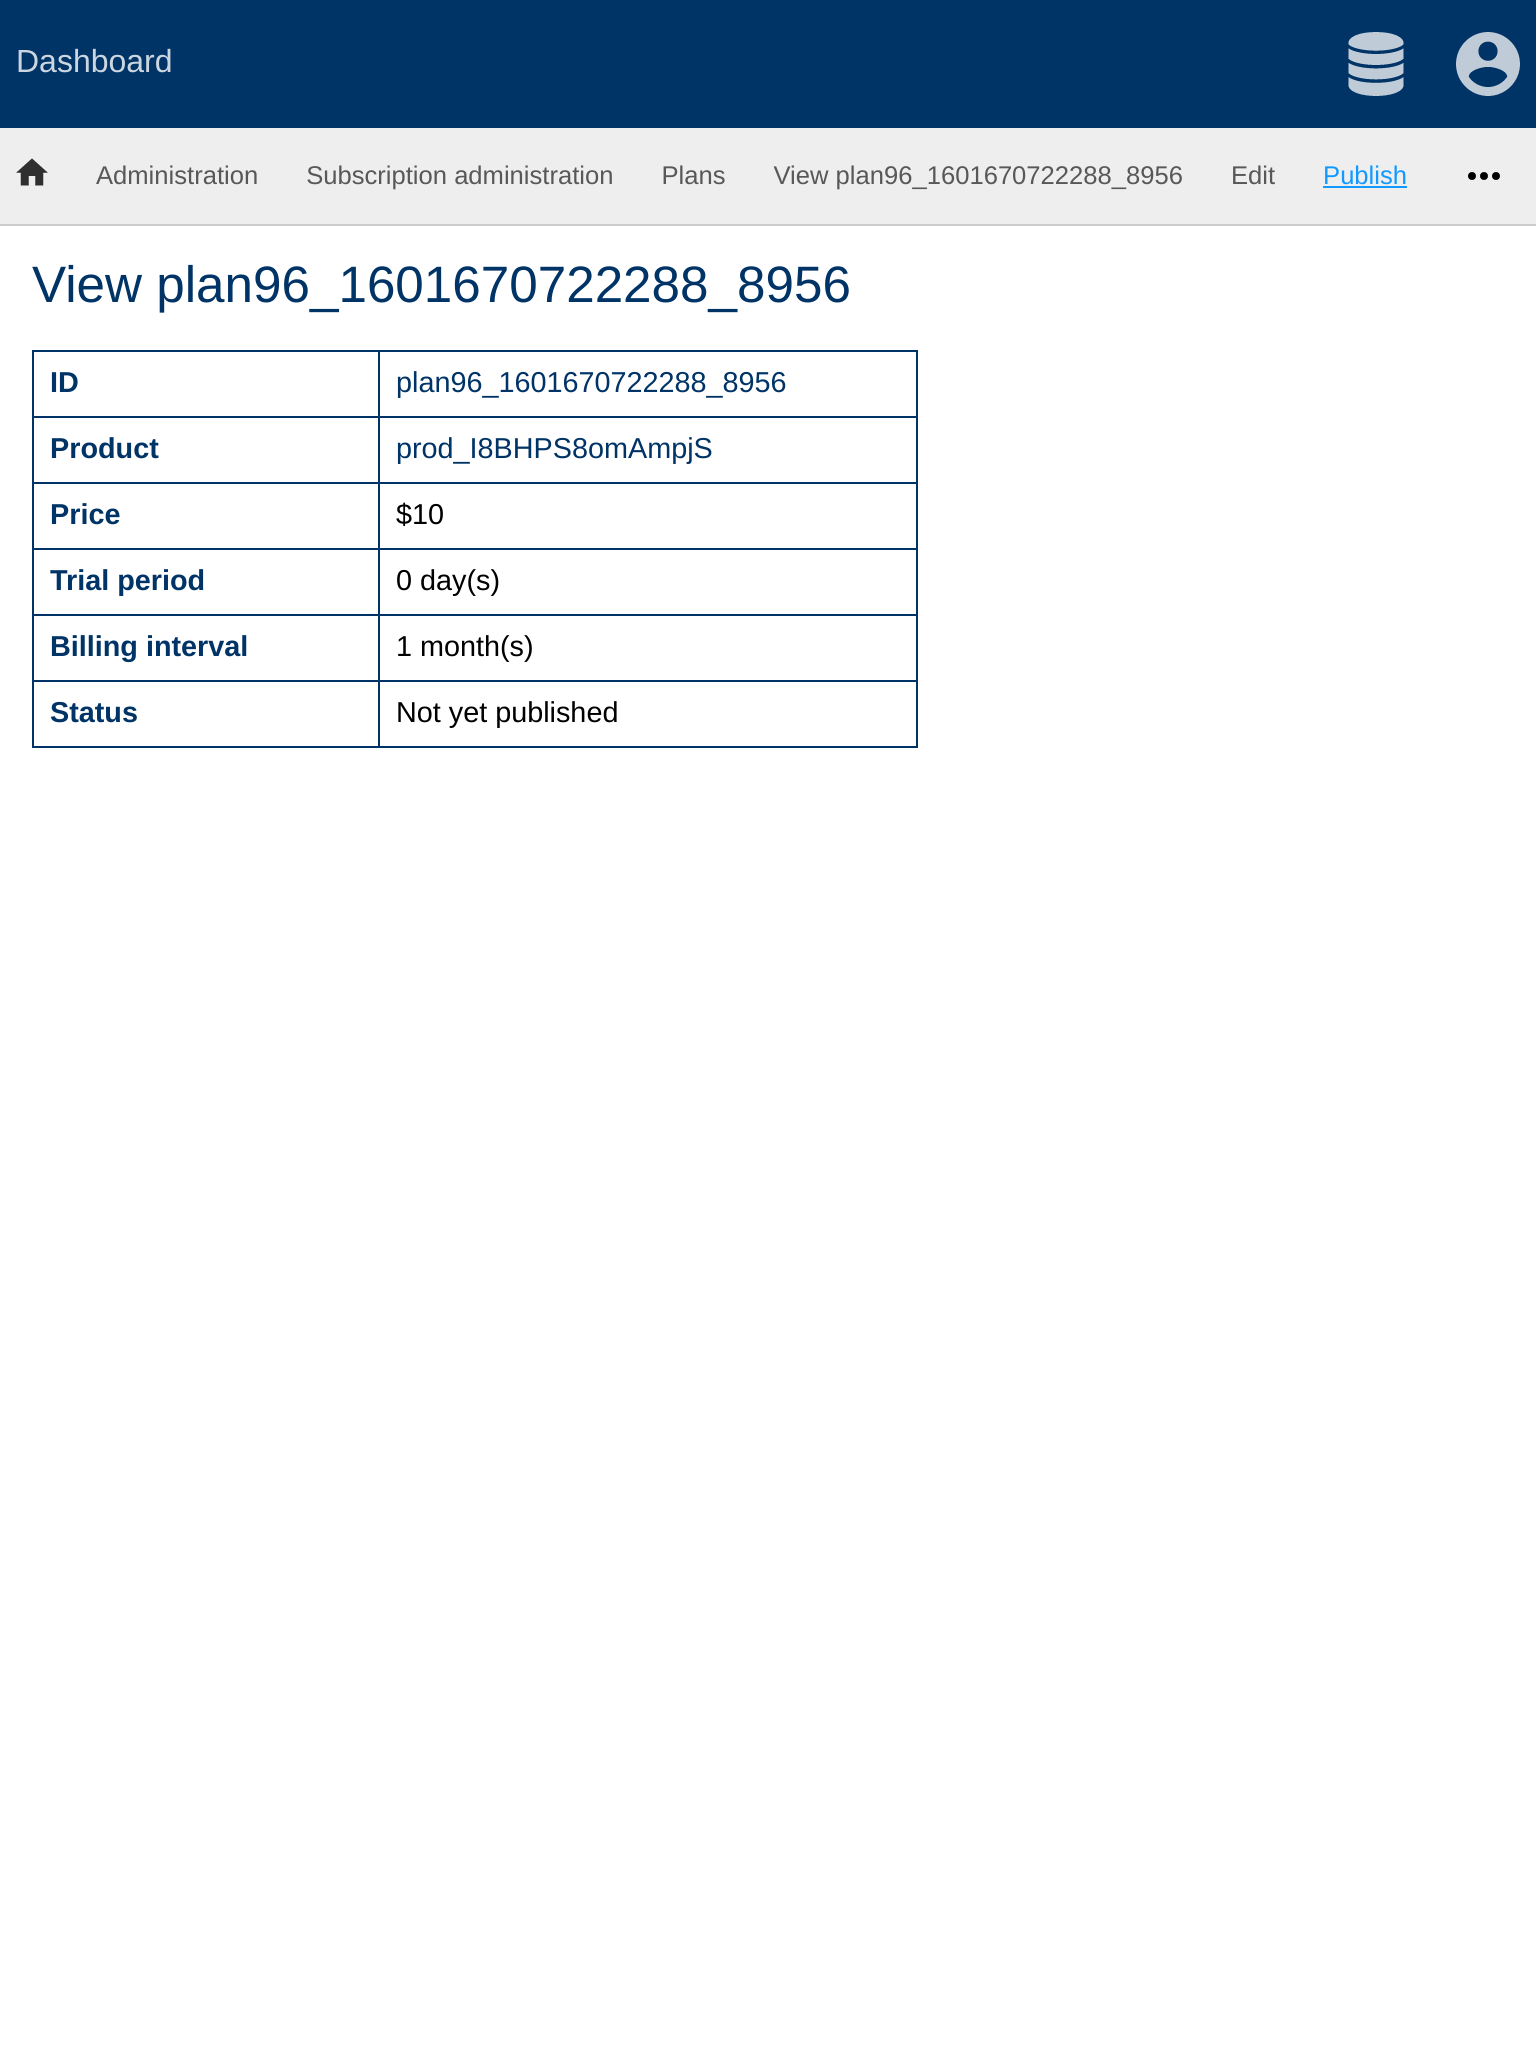 Dashboard
Administration Subscription administration Plans View plan96_1601670722288_8956 Edit Publish
View plan96_1601670722288_8956
ID plan96_1601670722288_8956
Product prod_I8BHPS8omAmpjS
Price $10
Trial period 0 day(s)
Billing interval 1 month(s)
Status Not yet published